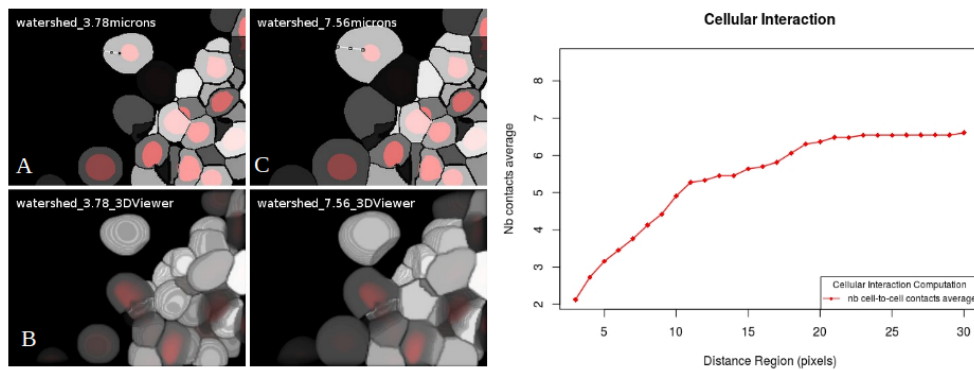 watershed_3.78microns
watershed_7.56microns
A
C
watershed_3.78_3DViewer
watershed_7.56_3DViewer
B
Cellular Interaction
Nb contacts average
8
7
6
5
4
3
2
5
10
15
20
25
30
Distance Region (pixels)
Cellular Interaction Computation
nb cell-to-cell contacts average